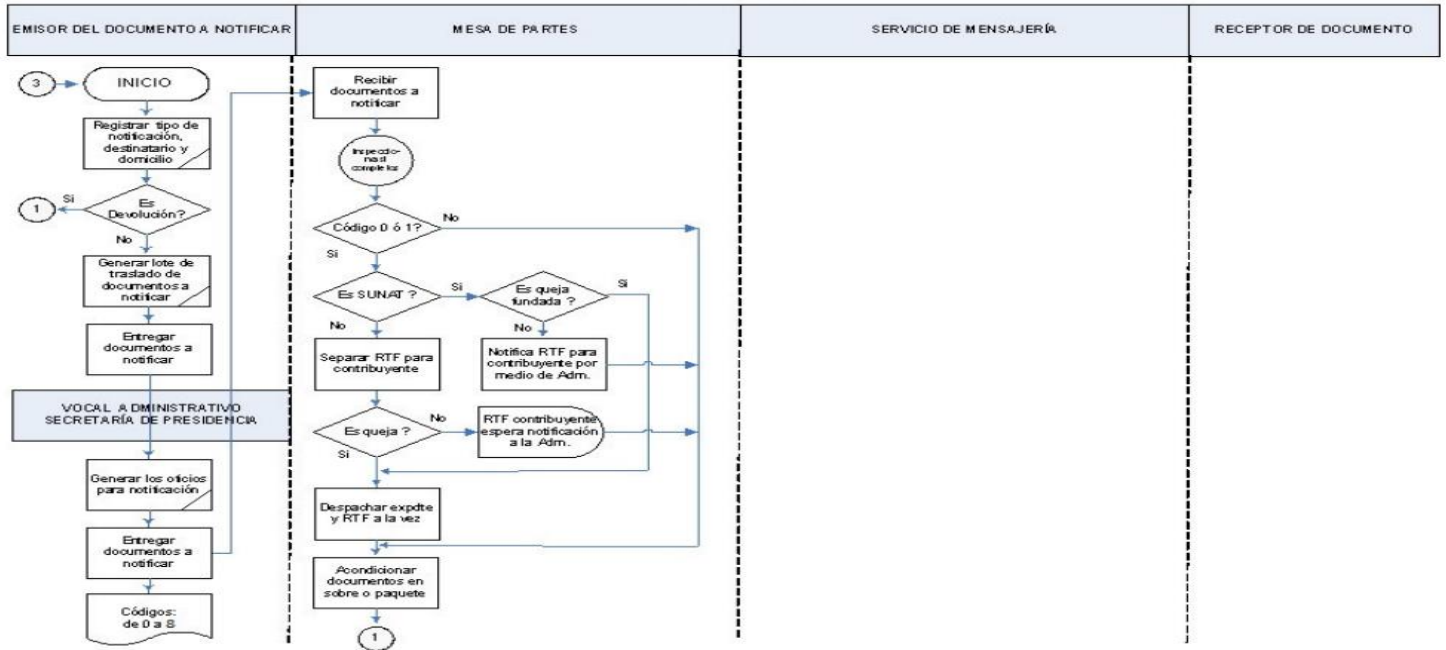 EMISOR DEL DOCUMENTO A NOTIFICAR
MESA DE PARTES
SERVICIO DE MENSAJERÍA
RECEPTOR DE DOCUMENTO
3
INICIO
Registrar tipo de
notificación,
destinatario y
domicilio
Es
Devolución?
Si
1
No
Generar lote de
traslado de
documentos a
notificar
Entregar
documentos a
notificar
VOCAL ADMINISTRATIVO
SECRETARÍA DE PRESIDENCIA
Generar los oficios
para notificación
Entregar
documentos a
notificar
Códigos:
de 0 a 8
Recibir
documentos a
notificar
Inspeccio-
nar si
completos
Código 0 ó 1?
No
Si
Es SUNAT ?
Si
Es queja
fundada ?
Si
No
No
Separar RTF para
contribuyente
Notifica RTF para
contribuyente por
medio de Adm.
Es queja ?
No
RTF contribuyente
espera notificación
a la Adm.
Si
Despachar expdte
y RTF a la vez
Acondicionar
documentos en
sobre o paquete
1